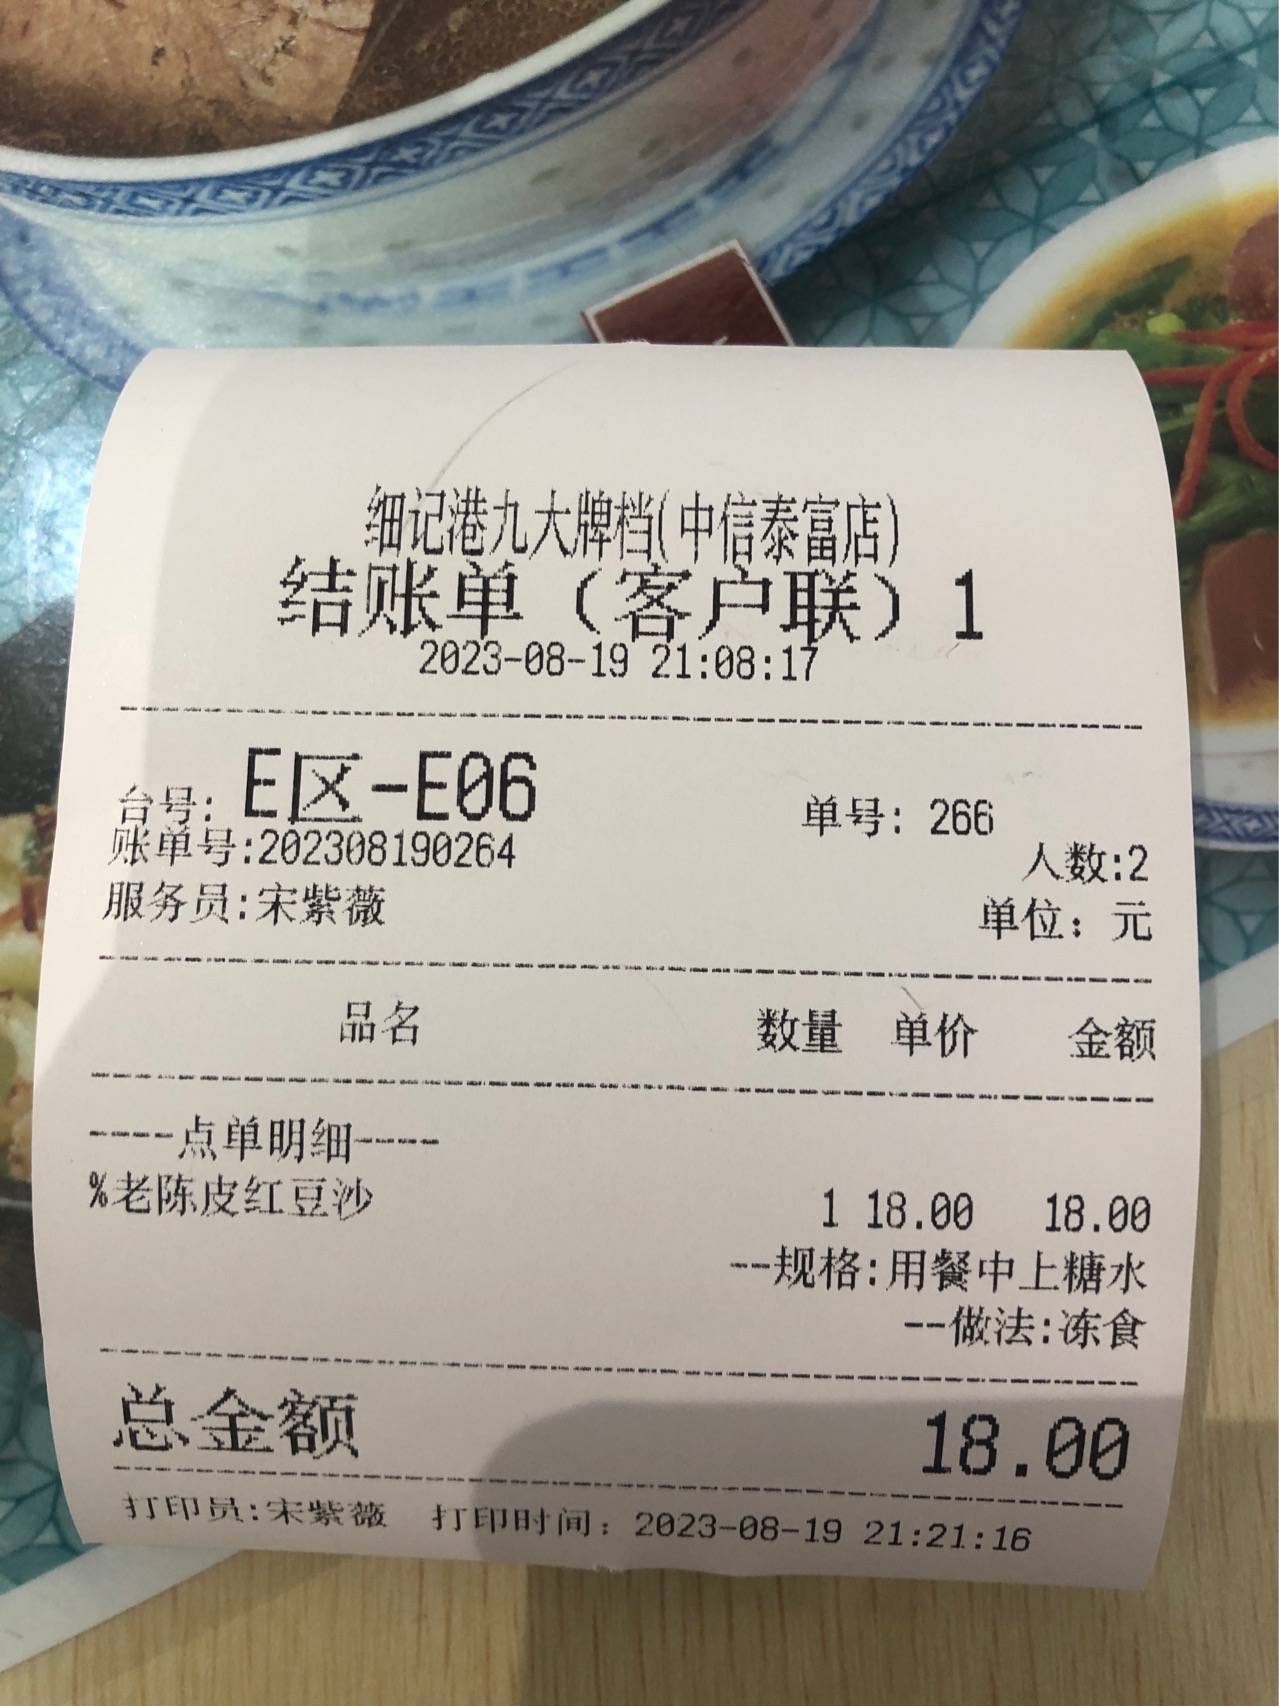 细记港九大牌档(中信泰富店)
结账单（客户联）1
2023-08-19 21:08:17
台号: E区-E06 单号: 266
账单号:202308190264 人数:2
服务员:宋紫薇 单位: 元
品名 数量 单价 金额
----点单明细----
%老陈皮红豆沙 1 18.00 18.00
--规格:用餐中上糖水
--做法:冻食
总金额 18.00
打印员:宋紫薇 打印时间: 2023-08-19 21:21:16